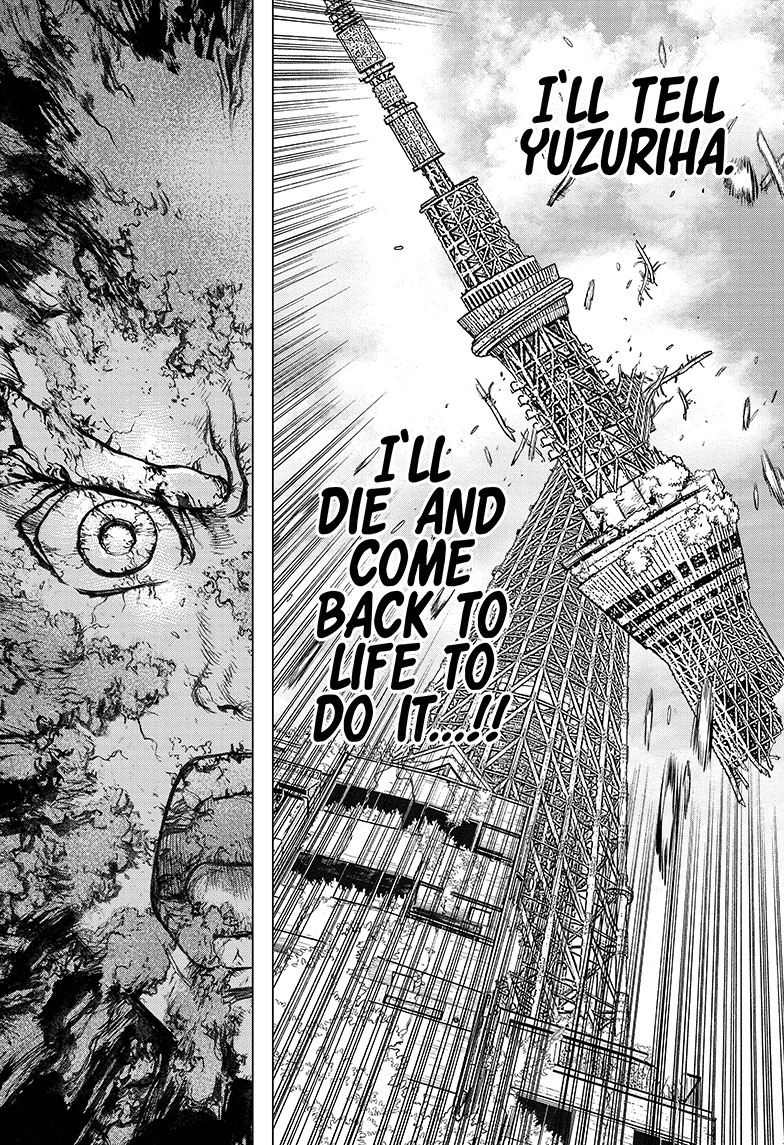 I'LL TELL
YUZURIHA.
I'LL
DIE AND
COME
BACK TO
LIFE TO
DO IT...!!